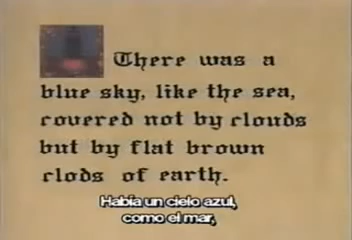 There was a
blue sky, like the sea,
covered not by clouds
but by flat brown
clods of earth.
Había un cielo azul,
como el mar,